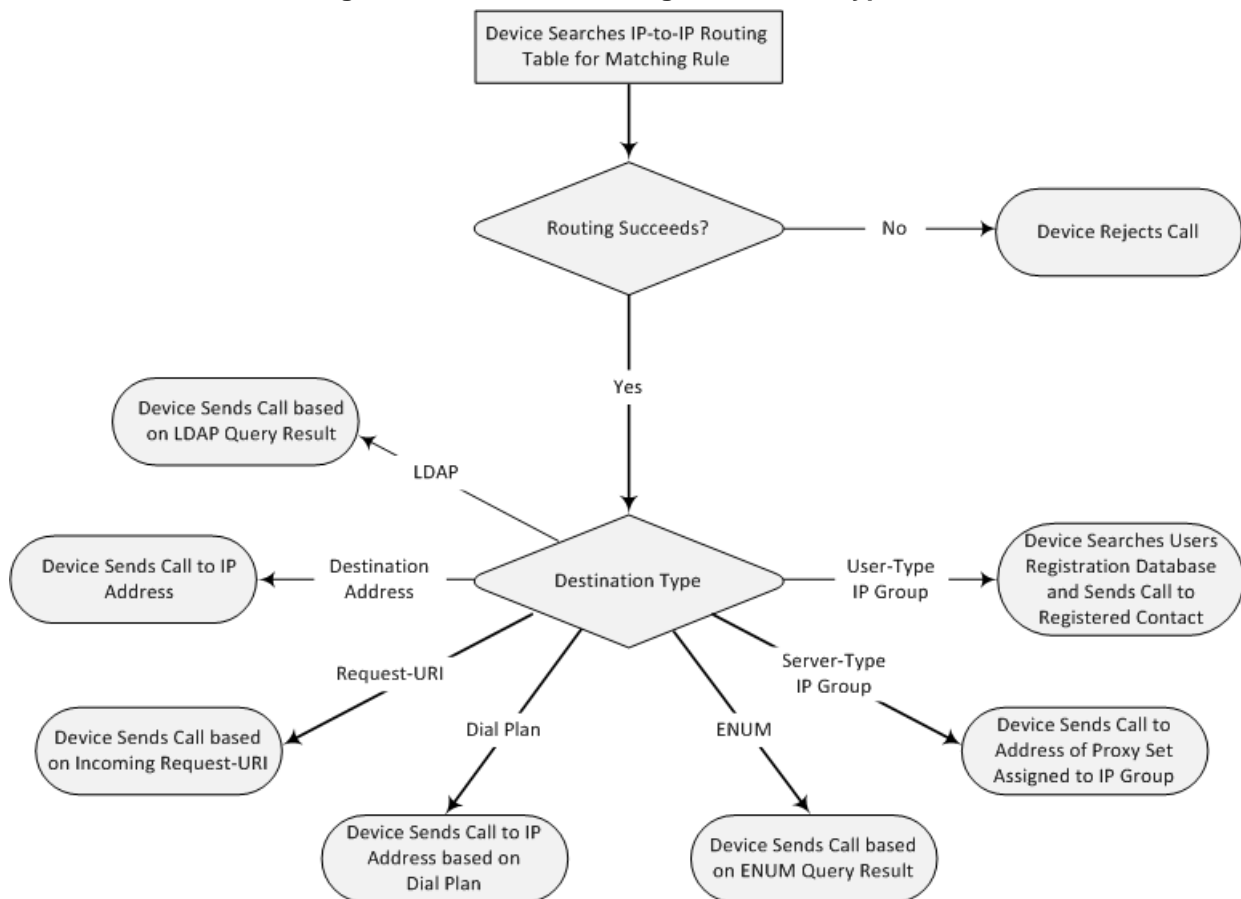 Device Searches IP-to-IP Routing
Table for Matching Rule
Routing Succeeds?
No
Device Rejects Call
Yes
Device Sends Call based
on LDAP Query Result
LDAP
Device Sends Call to IP
Address
Destination
Address
Destination Type
User-Type
IP Group
Device Searches Users
Registration Database
and Sends Call to
Registered Contact
Request-URI
Server-Type
IP Group
Device Sends Call based
on Incoming Request-URI
Dial Plan
ENUM
Device Sends Call to
Address of Proxy Set
Assigned to IP Group
Device Sends Call to IP
Address based on
Dial Plan
Device Sends Call based
on ENUM Query Result